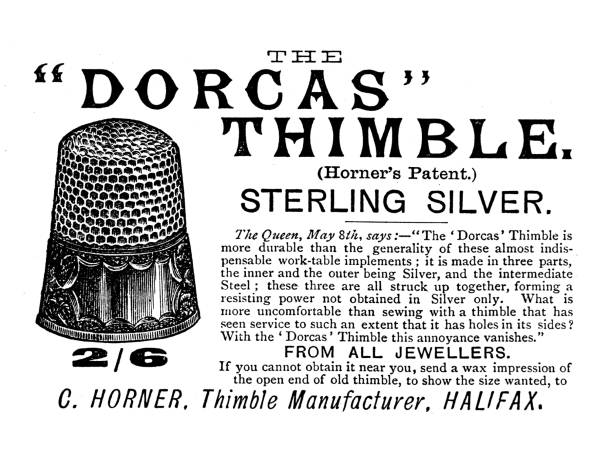 THE
“DORCAS”
THIMBLE.
(Horner's Patent.)
STERLING SILVER.
The Queen, May 8th, says :—“The ‘Dorcas’ Thimble is
more durable than the generality of these almost indis-
pensable work-table implements ; it is made in three parts,
the inner and the outer being Silver, and the intermediate
Steel ; these three are all struck up together, forming a
resisting power not obtained in Silver only. What is
more uncomfortable than sewing with a thimble that has
seen service to such an extent that it has holes in its sides?
With the ‘Dorcas’ Thimble this annoyance vanishes.”
2/6
FROM ALL JEWELLERS.
If you cannot obtain it near you, send a wax impression of
the open end of old thimble, to show the size wanted, to
C. HORNER, Thimble Manufacturer, HALIFAX.